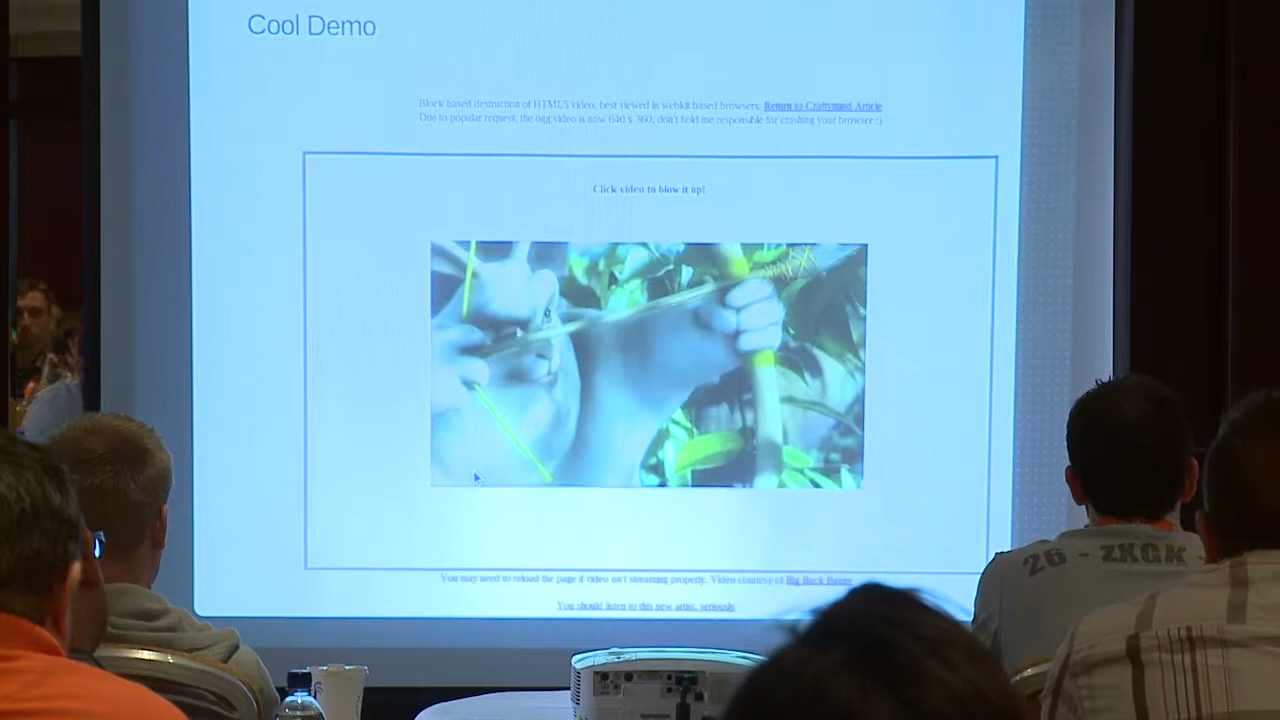 Cool Demo
Block based destruction of HTML5 video, best viewed in webkit based browsers. Return to Craftymind Article
Due to popular request, the ogg video is now 640 x 360, don't hold me responsible for crashing your browser :)
Click video to blow it up!
You may need to reload the page if video isn't streaming properly. Video courtesy of Big Buck Bunny
You should listen to this new artist, seriously
26 - ZXGK